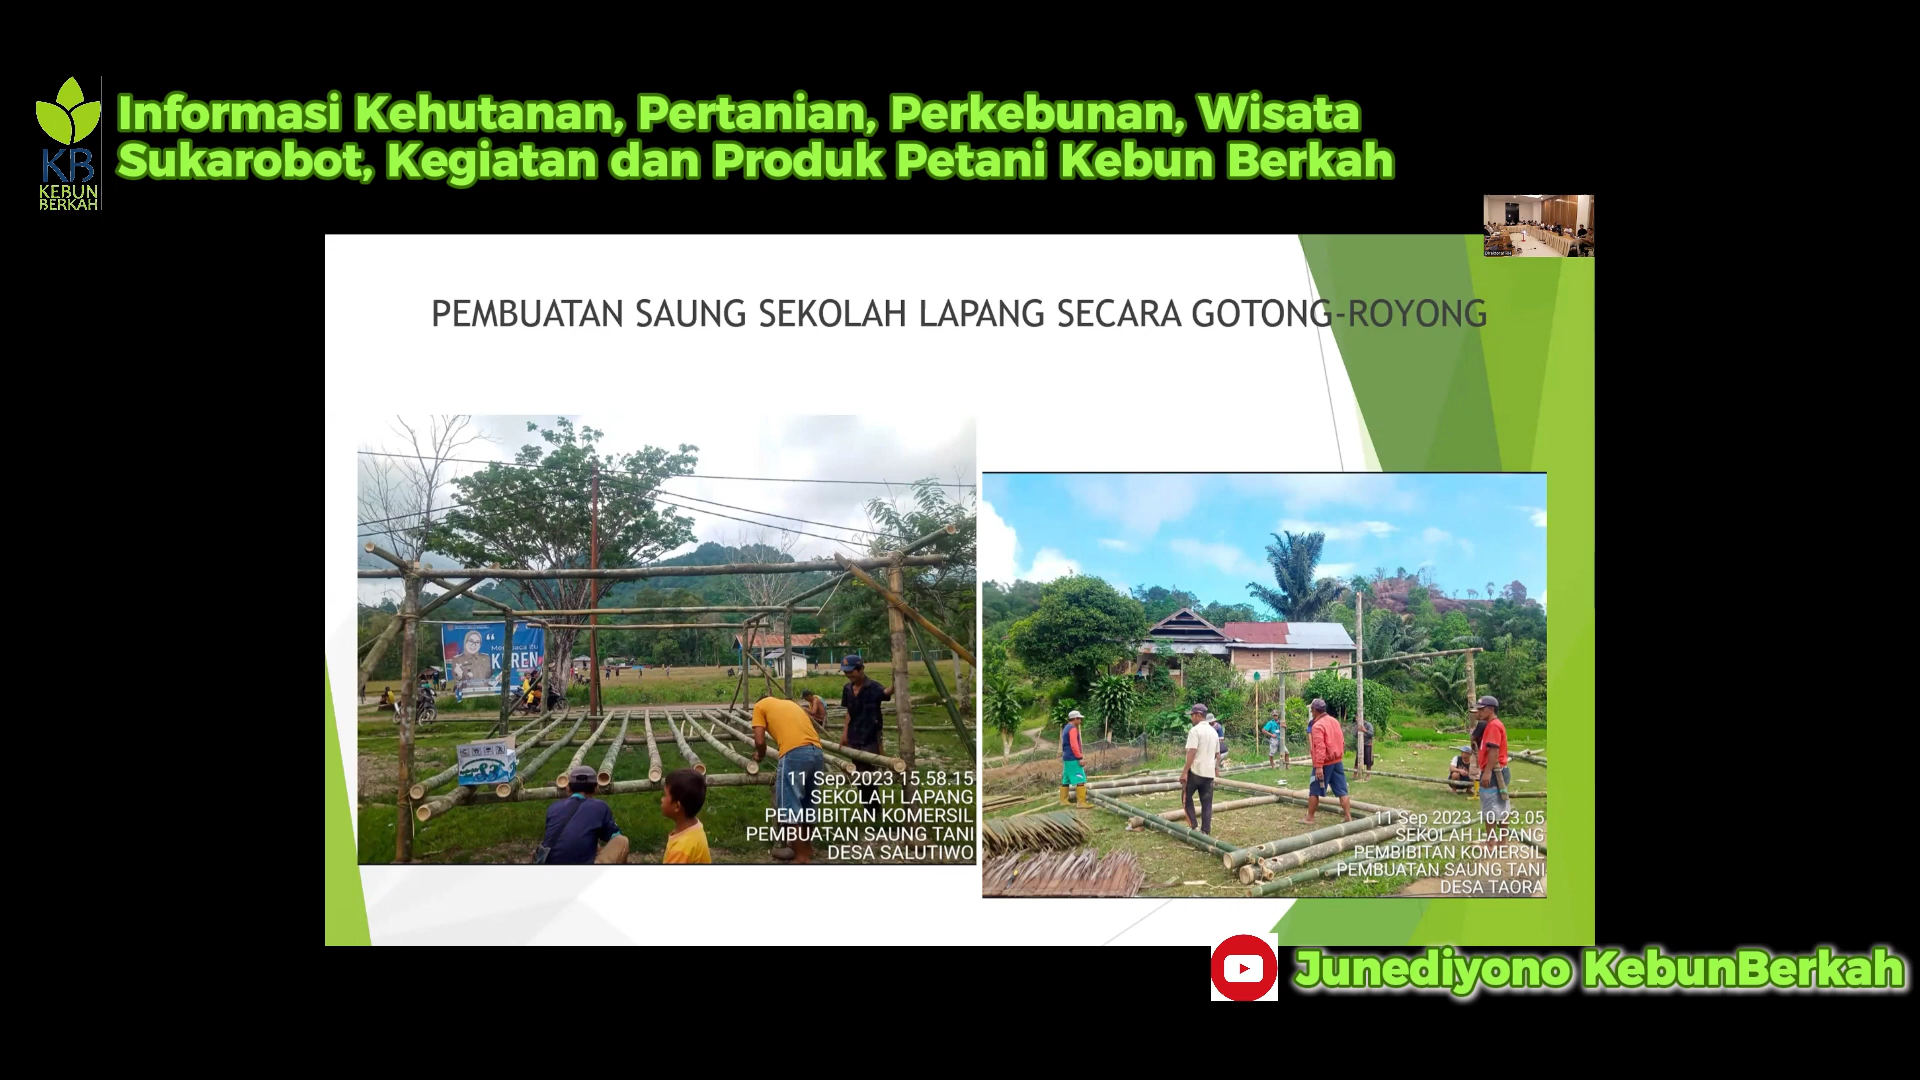 Informasi Kehutanan, Pertanian, Perkebunan, Wisata
Sukarobot, Kegiatan dan Produk Petani Kebun Berkah
KB
KEBUN
BERKAH
PEMBUATAN SAUNG SEKOLAH LAPANG SECARA GOTONG-ROYONG
“
KEREN
11 Sep 2023 15.58.15
SEKOLAH LAPANG
PEMBIBITAN KOMERSIL
PEMBUATAN SAUNG TANI
DESA SALUTIWO
11 Sep 2023 10.23.05
SEKOLAH LAPANG
PEMBIBITAN KOMERSIL
PEMBUATAN SAUNG TANI
DESA TAORA
Junediyono KebunBerkah